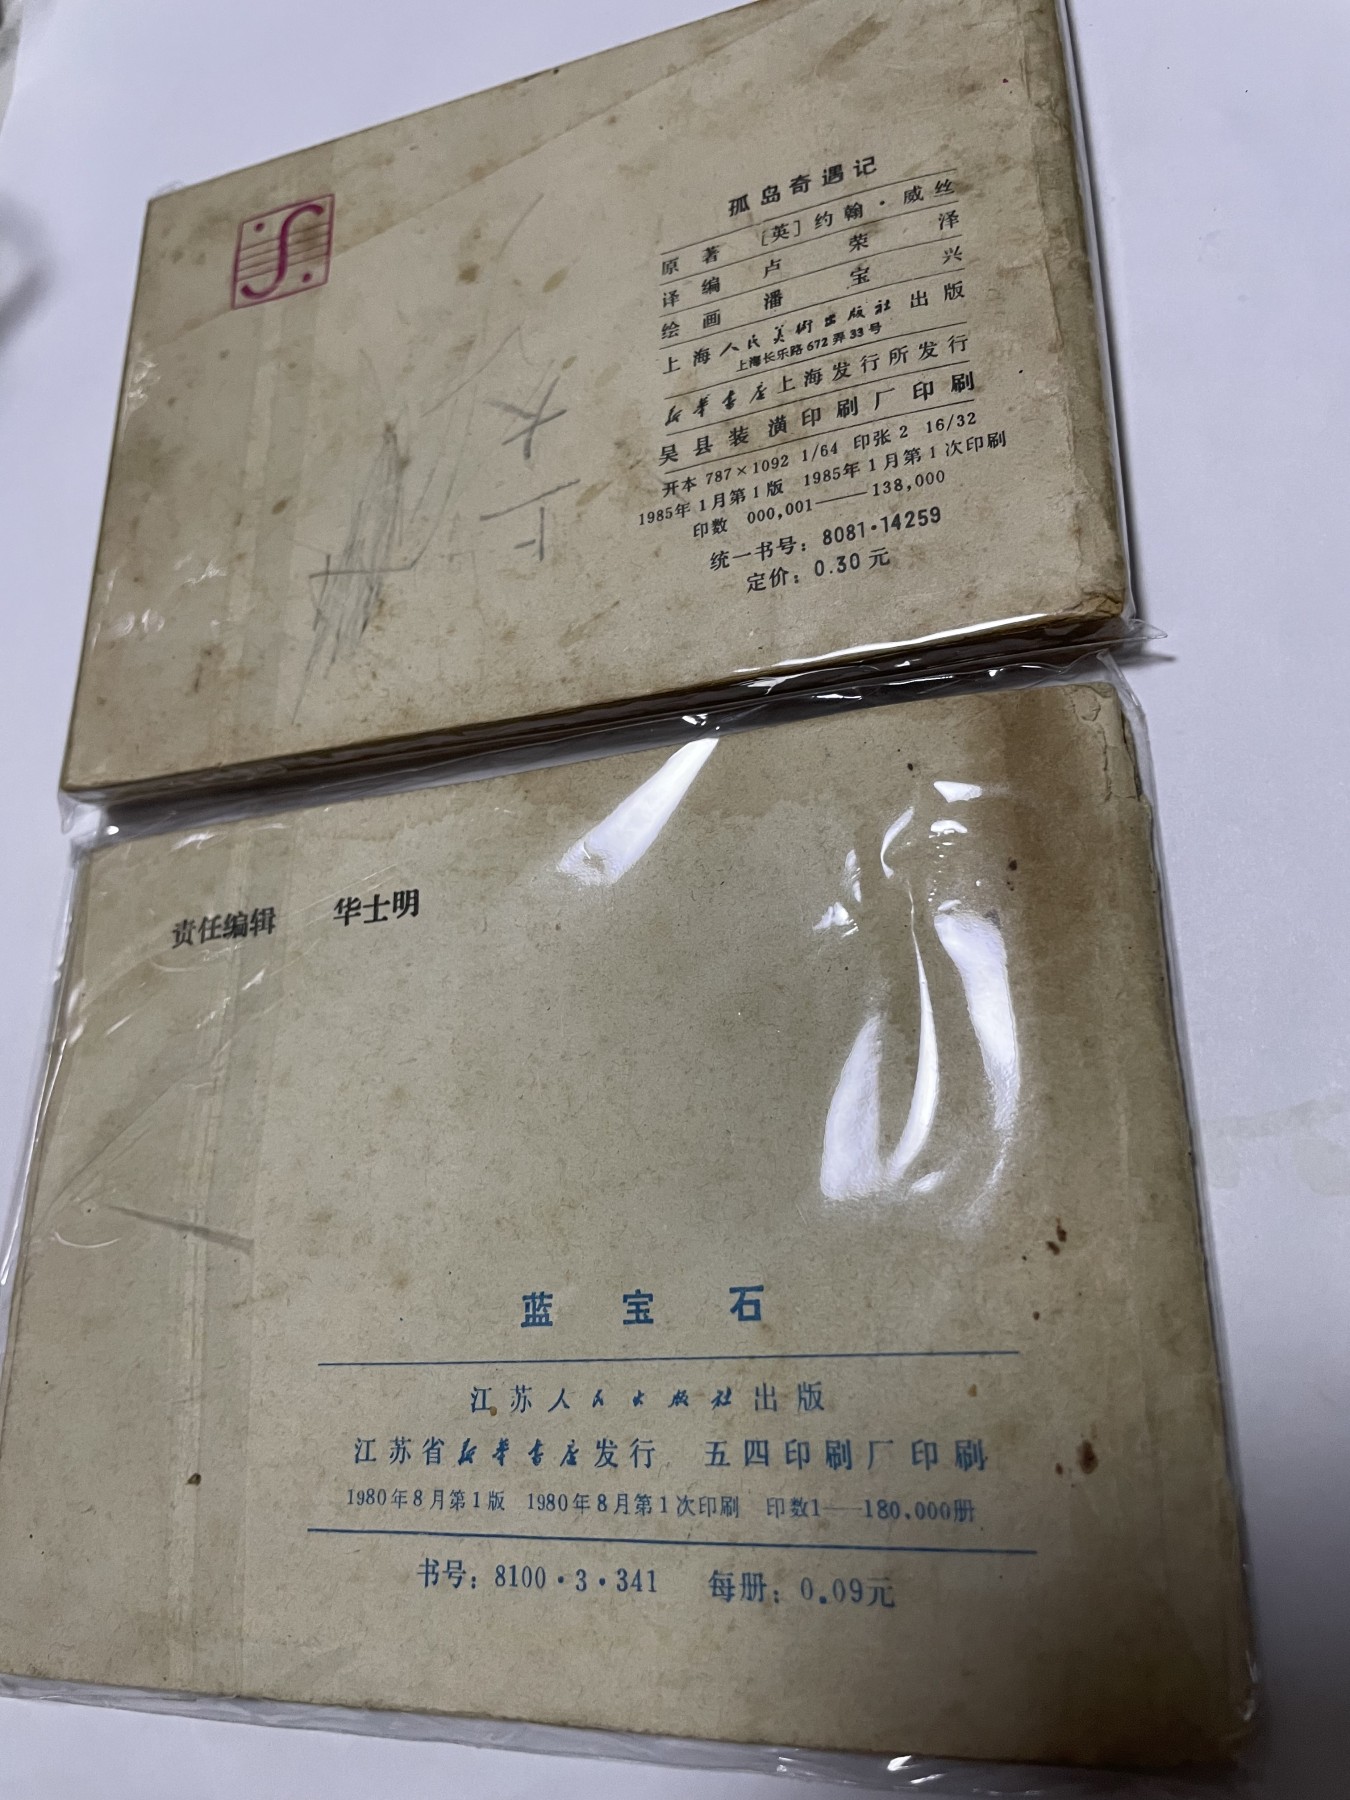 孤岛奇遇记
原著 [英]约翰·威丝
译编 卢荣泽
绘画 潘宝兴
上海人民美術出版社出版
上海长乐路672弄33号
新华书店上海发行所发行
吴县装潢印刷厂印刷
开本 787×1092 1/64 印张 2 16/32
1985年1月第1版 1985年1月第1次印刷
印数 000,001——138,000
统一书号：8081·14259
定价：0.30元
责任编辑 华士明
蓝宝石
江苏人民出版社出版
江苏省新华书店发行 五四印刷厂印刷
1980年8月第1版 1980年8月第1次印刷 印数1——180,000册
书号：8100·3·341 每册：0.09元